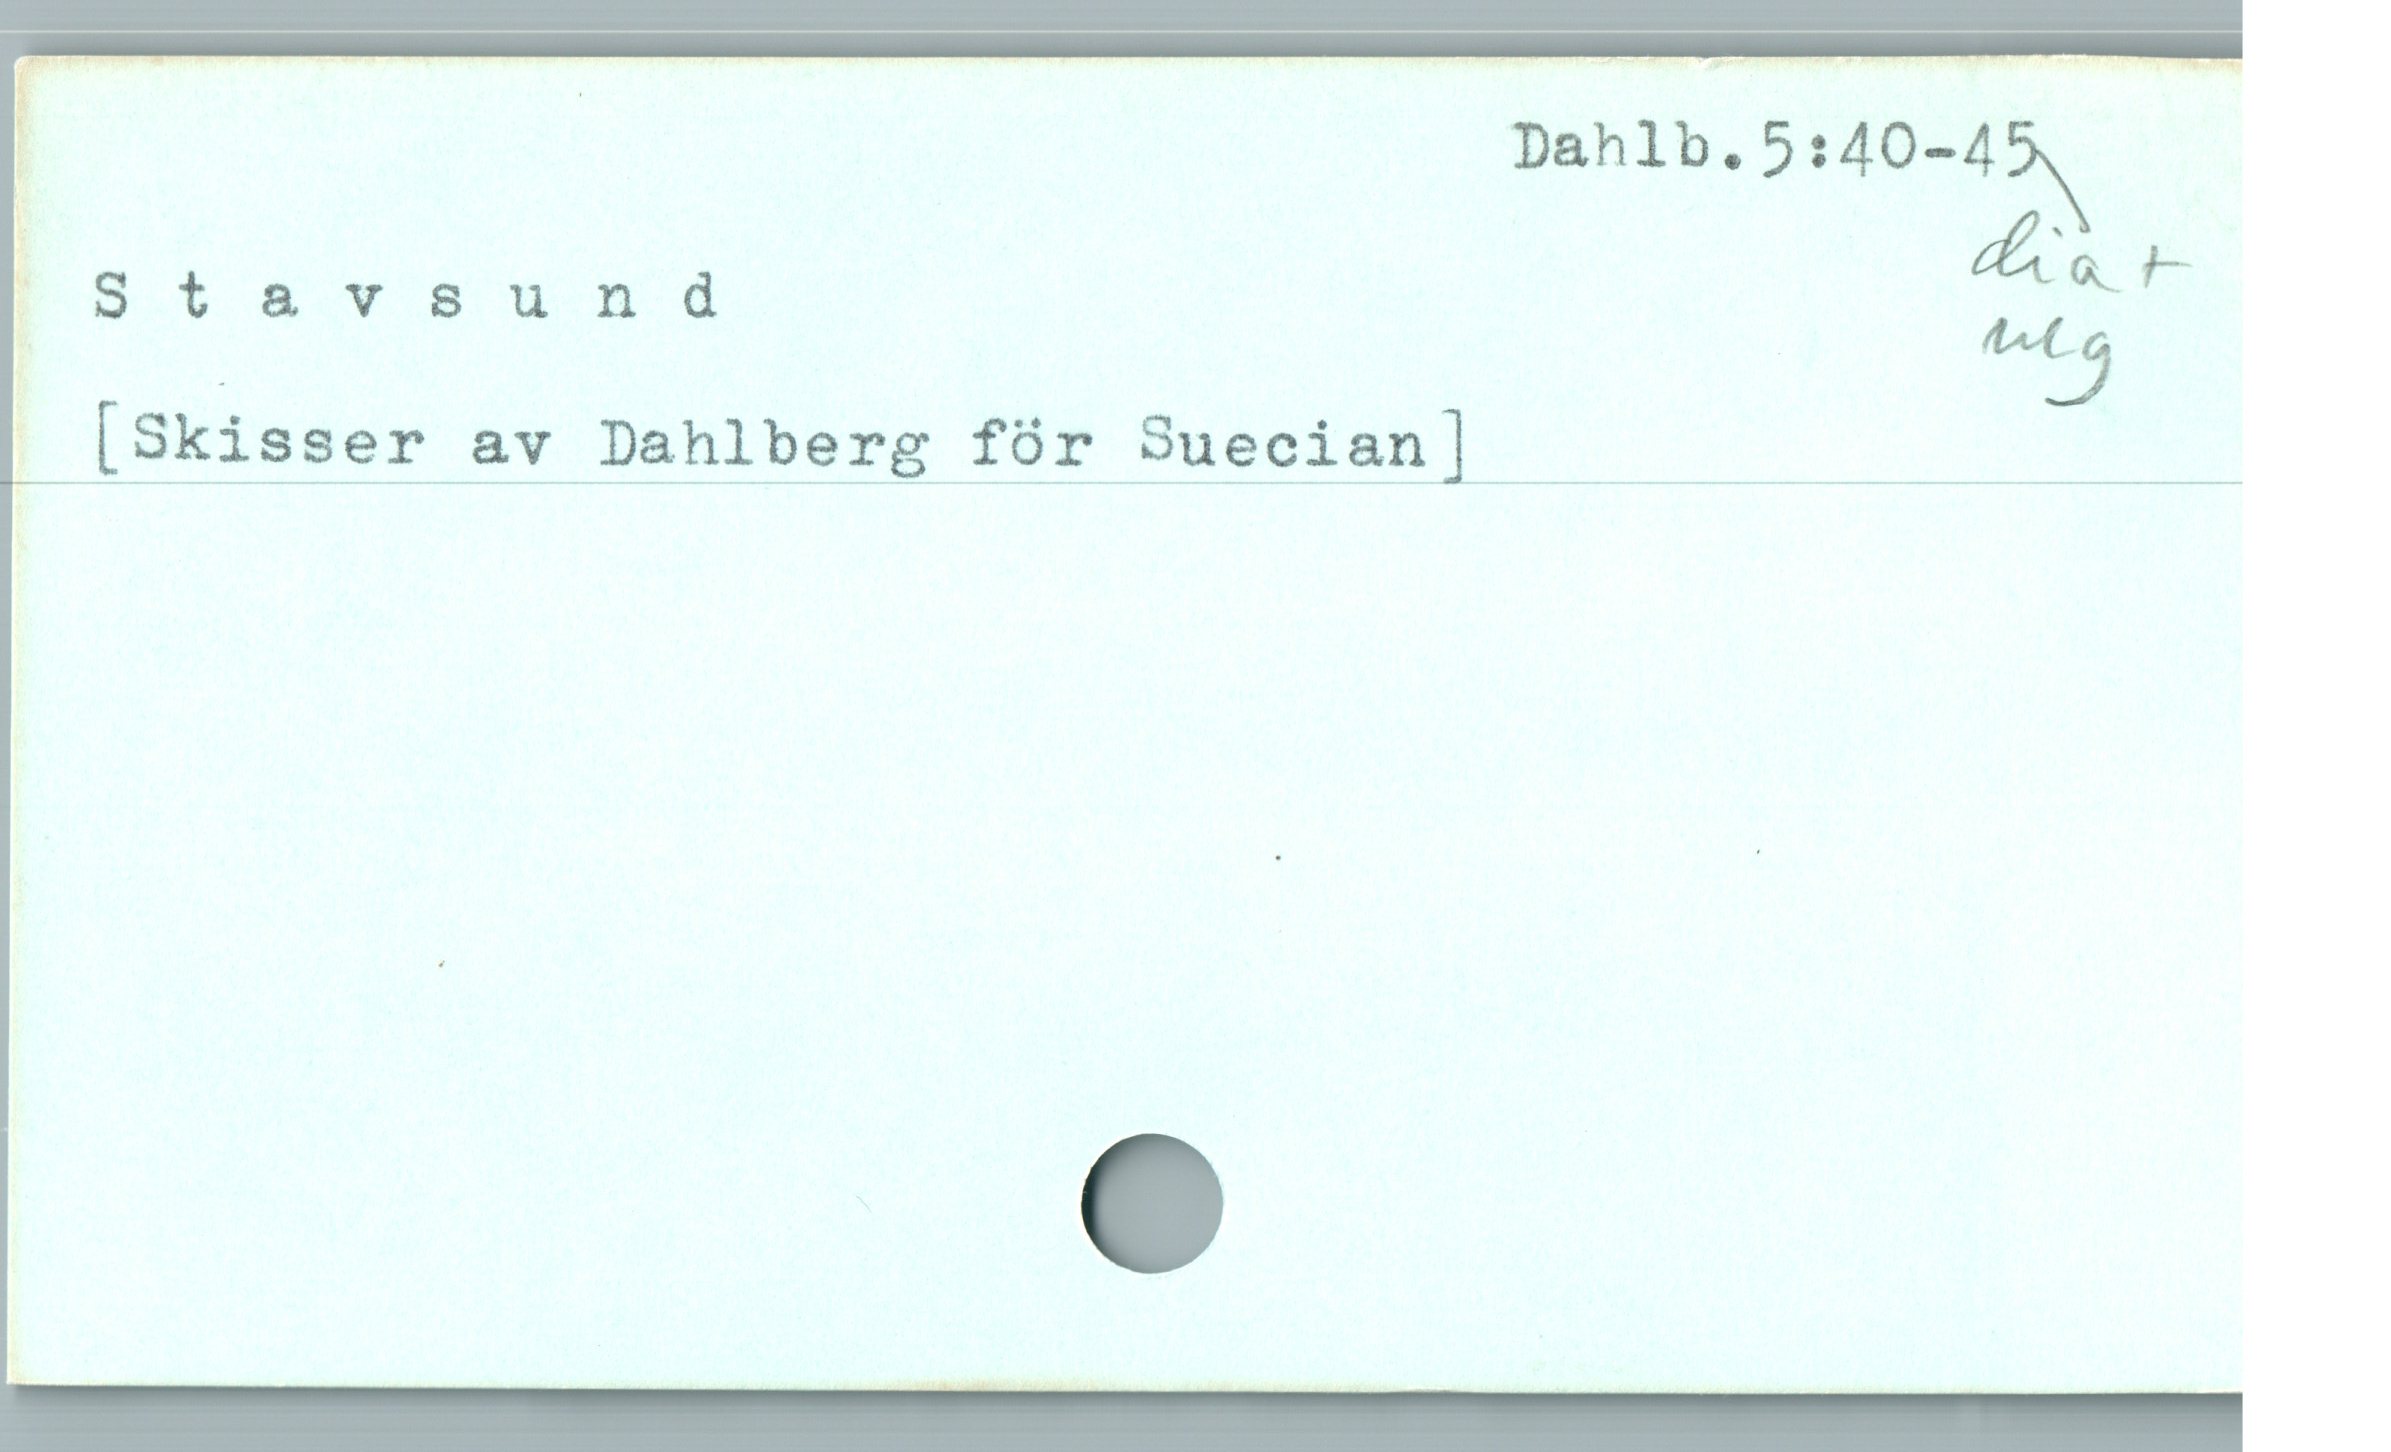 Dahlb.5:40-45
dia +
neg
S t a v s u n d
[Skisser av Dahlberg för Suecian]